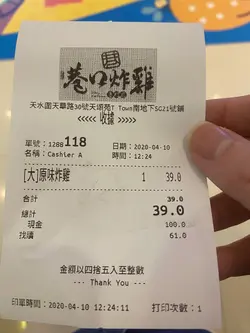 巷口炸雞
天水圍天華路30號天頌苑T Town南地下SC21號鋪
<<<<< 收據 >>>>>
單號：1288118 日期：2020-04-10
名稱：Cashier A 時間：12:24
[大]原味炸雞 1 39.0
合計 39.0
總計 39.0
現金 100.0
找續 61.0
金額以四捨五入至整數
--- Thank You ---
印單時間：2020-04-10 12:24:11 打印次數：1